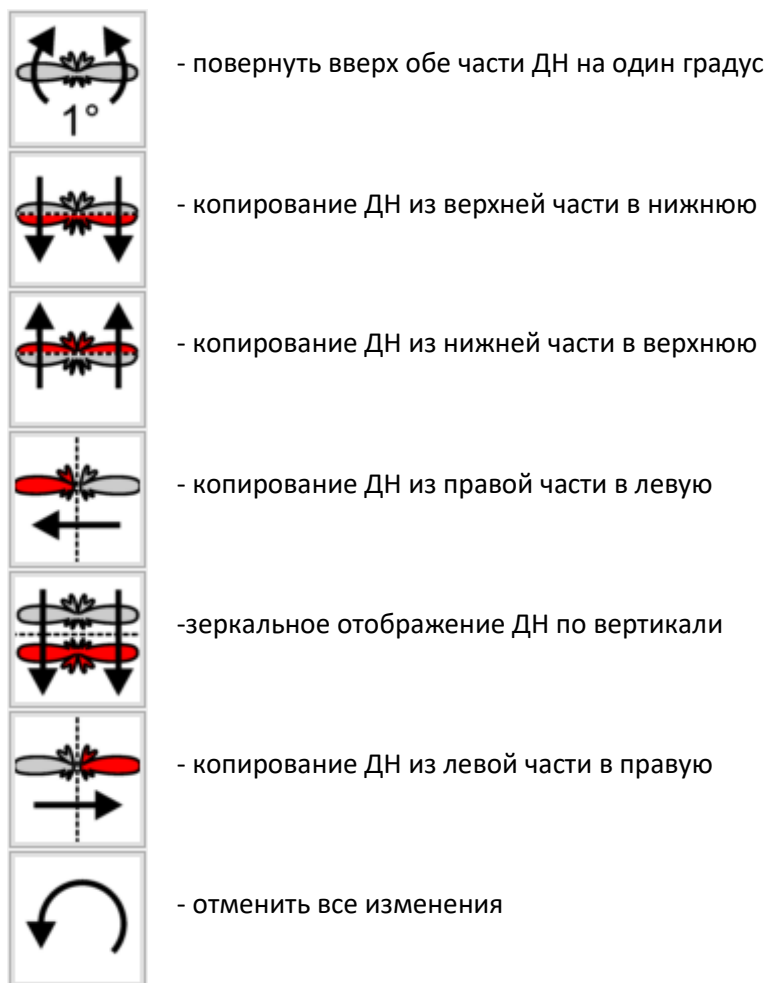 1°
- повернуть вверх обе части ДН на один градус
- копирование ДН из верхней части в нижнюю
- копирование ДН из нижней части в верхнюю
- копирование ДН из правой части в левую
-зеркальное отображение ДН по вертикали
- копирование ДН из левой части в правую
- отменить все изменения